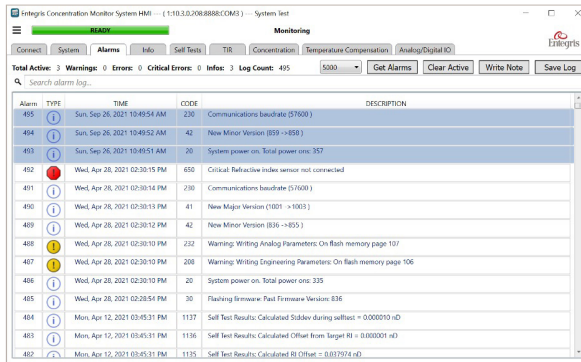 Entegris Concentration Monitor System HMI --- ( 1:10.3.0.208:8888:COM3 ) --- System Test
READY
Monitoring
Entegris
Connect System Alarms Info Self Tests TIR Concentration Temperature Compensation Analog/Digital IO
Total Active: 3 Warnings: 0 Errors: 0 Critical Errors: 0 Infos: 3 Log Count: 495 5000 Get Alarms Clear Active Write Note Save Log
Search alarm log...
Alarm TYPE TIME CODE DESCRIPTION
495 Sun, Sep 26, 2021 10:49:54 AM 230 Communications baudrate (57600 )
494 Sun, Sep 26, 2021 10:49:52 AM 42 New Minor Version (859 ->858 )
493 Sun, Sep 26, 2021 10:49:51 AM 20 System power on. Total power ons: 357
492 Wed, Apr 28, 2021 02:30:15 PM 650 Critical: Refractive index sensor not connected
491 Wed, Apr 28, 2021 02:30:14 PM 230 Communications baudrate (57600 )
490 Wed, Apr 28, 2021 02:30:13 PM 41 New Major Version (1001 ->1003 )
489 Wed, Apr 28, 2021 02:30:12 PM 42 New Minor Version (836 ->855 )
488 Wed, Apr 28, 2021 02:30:10 PM 232 Warning: Writing Analog Parameters: On flash memory page 107
487 Wed, Apr 28, 2021 02:30:10 PM 208 Warning: Writing Engineering Parameters: On flash memory page 106
486 Wed, Apr 28, 2021 02:30:10 PM 20 System power on. Total power ons: 335
485 Wed, Apr 28, 2021 02:28:54 PM 30 Flashing firmware: Past Firmware Version: 836
484 Mon, Apr 12, 2021 03:45:31 PM 1137 Self Test Results: Calculated Stddev during selftest = 0.000010 nD
483 Mon, Apr 12, 2021 03:45:31 PM 1136 Self Test Results: Calculated Offset from Target RI = 0.000001 nD
482 Mon, Apr 12, 2021 03:45:31 PM 1135 Self Test Results: Calculated RI Offset = 0.037974 nD